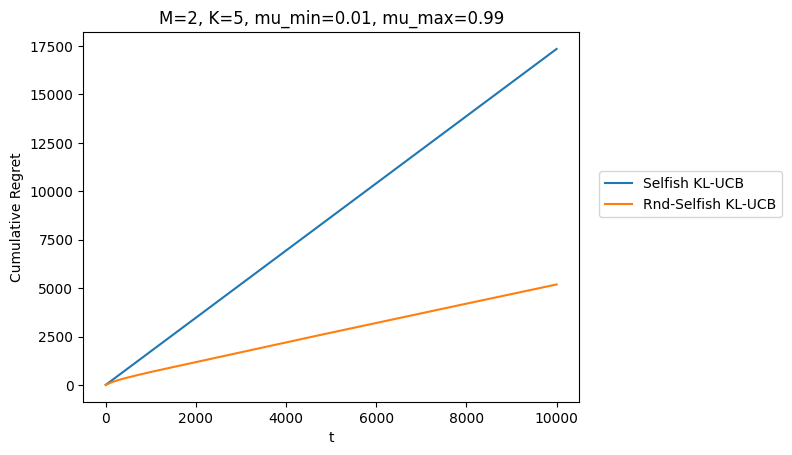 M=2, K=5, mu_min=0.01, mu_max=0.99
Cumulative Regret
17500
15000
12500
10000
7500
5000
2500
0
0 2000 4000 6000 8000 10000
t
Selfish KL-UCB
Rnd-Selfish KL-UCB